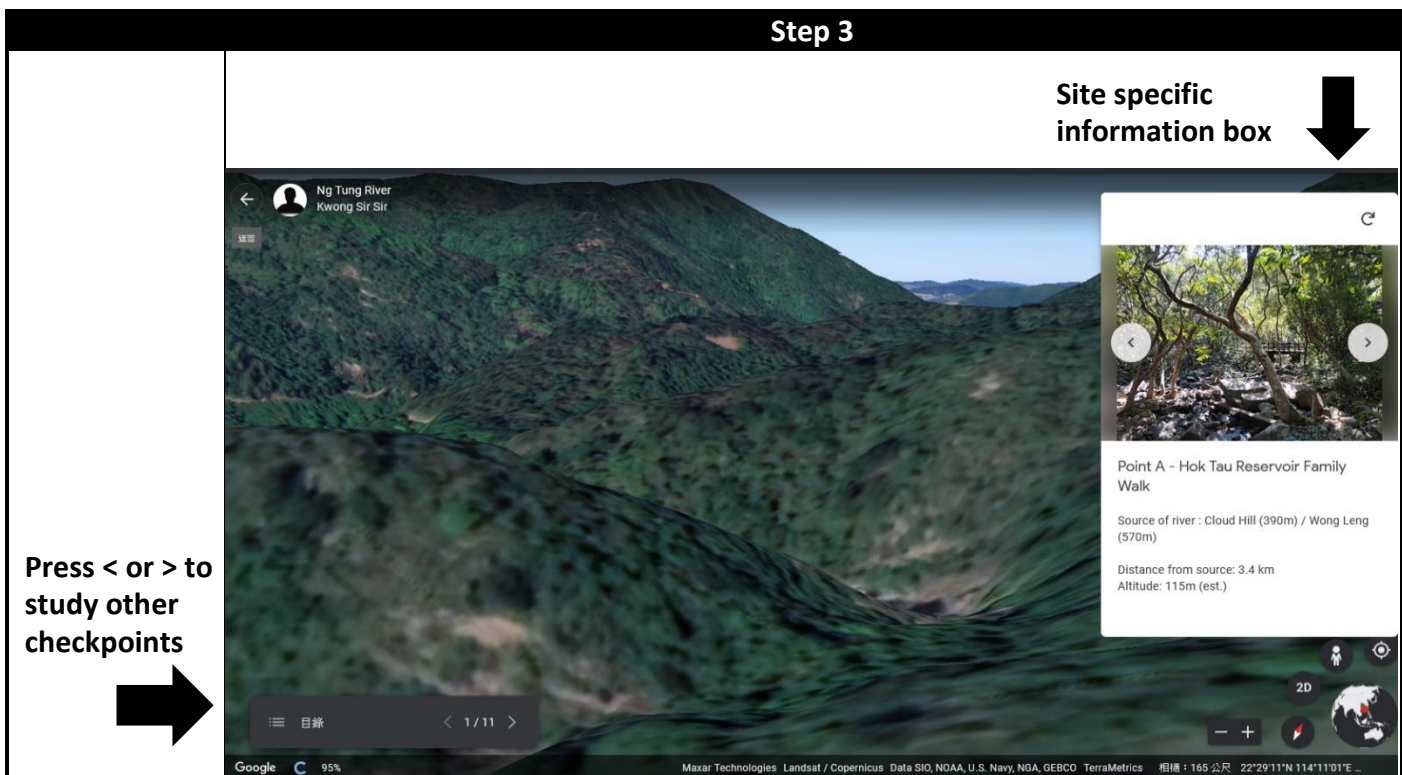 Step 3
Site specific
information box
Ng Tung River
Kwong Sir Sir
Point A - Hok Tau Reservoir Family
Walk
Source of river : Cloud Hill (390m) / Wong Leng
(570m)
Distance from source: 3.4 km
Altitude: 115m (est.)
Press < or > to
study other
checkpoints
2D
目錄 < 1 / 11 >
Google 95%
Maxar Technologies Landsat / Copernicus Data SIO, NOAA, U.S. Navy, NGA, GEBCO TerraMetrics 相機：165 公尺 22°29'11"N 114°11'01"E ...